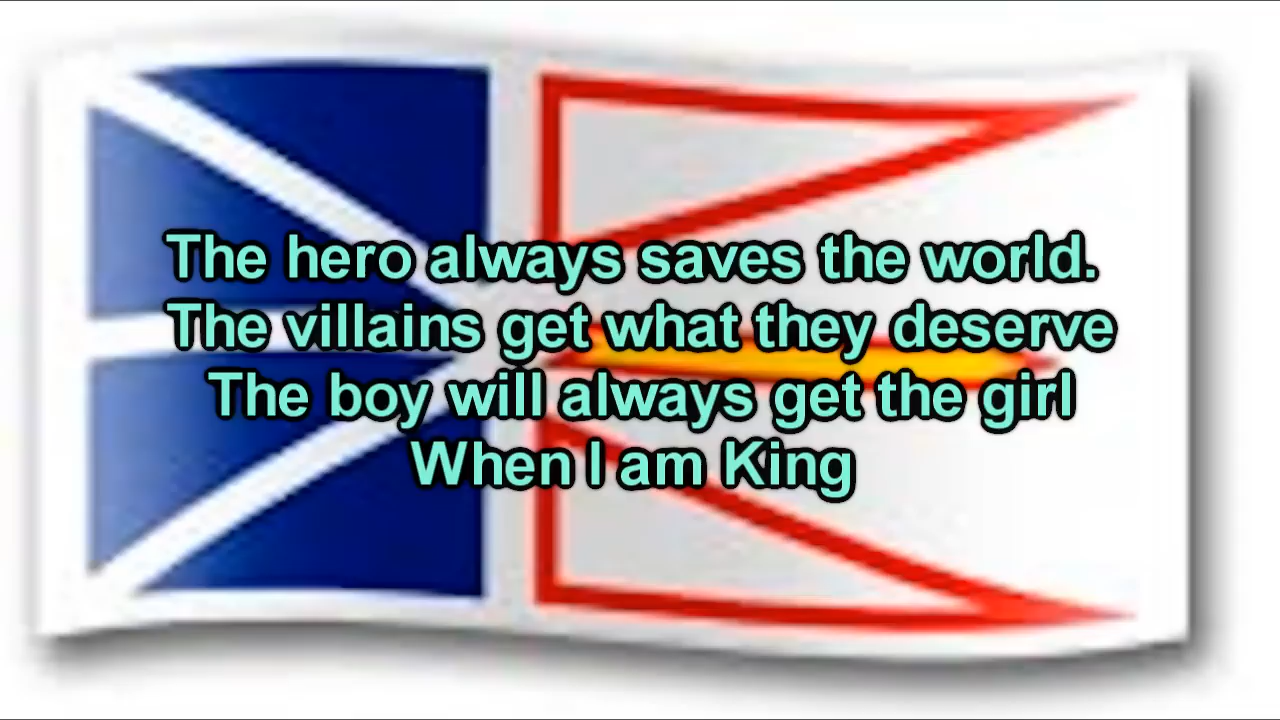 The hero always saves the world.
The villains get what they deserve
The boy will always get the girl
When I am King